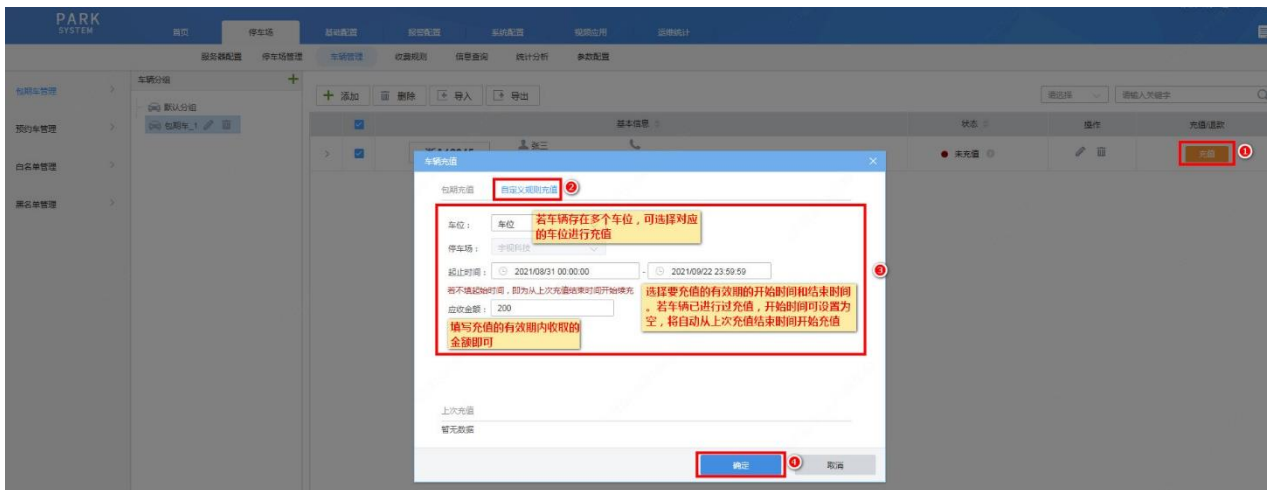 PARK
SYSTEM
首页
停车场
基础配置
报警配置
系统配置
视频应用
运维统计
服务器配置
停车场管理
车辆管理
收费规则
信息查询
统计分析
参数配置
包期车管理
预约车管理
白名单管理
黑名单管理
车辆分组
默认分组
包期车_1
添加
删除
导入
导出
请选择
请输入关键字
基本信息
状态
操作
充值/退款
张三
未充值
充值
1
车辆充值
包期充值
自定义规则充值
2
车位：
车位
若车辆存在多个车位，可选择对应
的车位进行充值
停车场：
宇视科技
起止时间：
2021/08/31 00:00:00
-
2021/09/22 23:59:59
3
若不填起始时间，即为从上次充值结束时间开始续充
选择要充值的有效期的开始时间和结束时间
。若车辆已进行过充值，开始时间可设置为
空，将自动从上次充值结束时间开始充值
应收金额：
200
填写充值的有效期内收取的
金额即可
上次充值
暂无数据
确定
4
取消